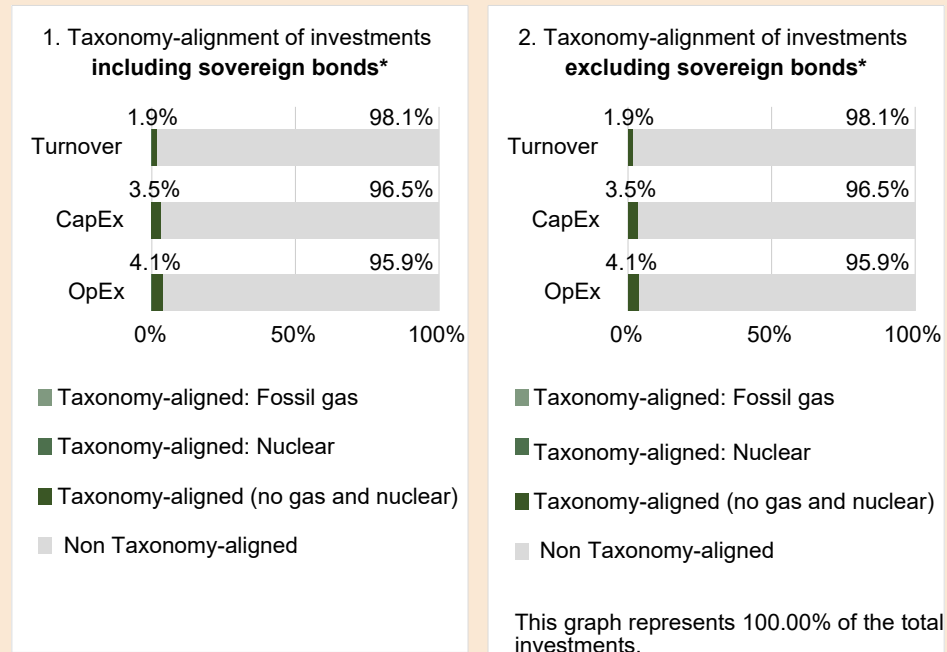 1. Taxonomy-alignment of investments
including sovereign bonds*
1.9% 98.1%
Turnover
3.5% 96.5%
CapEx
4.1% 95.9%
OpEx
0% 50% 100%
Taxonomy-aligned: Fossil gas
Taxonomy-aligned: Nuclear
Taxonomy-aligned (no gas and nuclear)
Non Taxonomy-aligned
2. Taxonomy-alignment of investments
excluding sovereign bonds*
1.9% 98.1%
Turnover
3.5% 96.5%
CapEx
4.1% 95.9%
OpEx
0% 50% 100%
Taxonomy-aligned: Fossil gas
Taxonomy-aligned: Nuclear
Taxonomy-aligned (no gas and nuclear)
Non Taxonomy-aligned
This graph represents 100.00% of the total
investments.